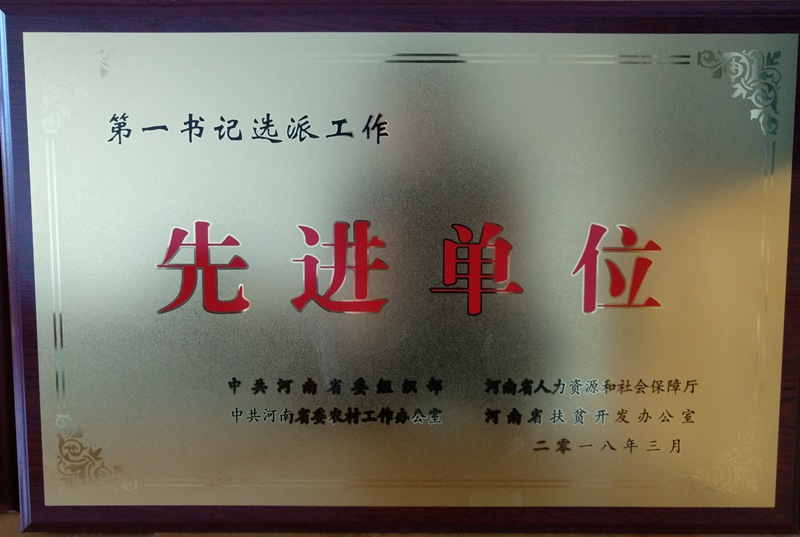 第一书记选派工作
先进单位
中共河南省委组织部 河南省人力资源和社会保障厅
中共河南省委农村工作办公室 河南省扶贫开发办公室
二零一八年三月